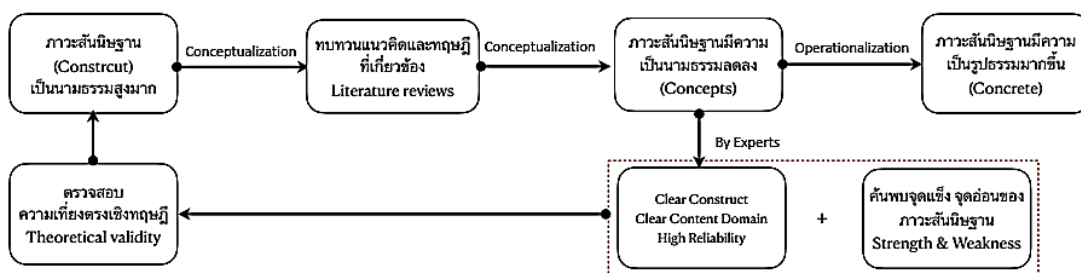 ภาวะสันนิษฐาน
(Constrcut)
เป็นนามธรรมสูงมาก
Conceptualization
ทบทวนแนวคิดและทฤษฎี
ที่เกี่ยวข้อง
Literature reviews
Conceptualization
ภาวะสันนิษฐานมีความ
เป็นนามธรรมลดลง
(Concepts)
Operationalization
ภาวะสันนิษฐานมีความ
เป็นรูปธรรมมากขึ้น
(Concrete)
By Experts
ตรวจสอบ
ความเที่ยงตรงเชิงทฤษฎี
Theoretical validity
Clear Construct
Clear Content Domain
High Reliability
+
ค้นพบจุดแข็ง จุดอ่อนของ
ภาวะสันนิษฐาน
Strength & Weakness